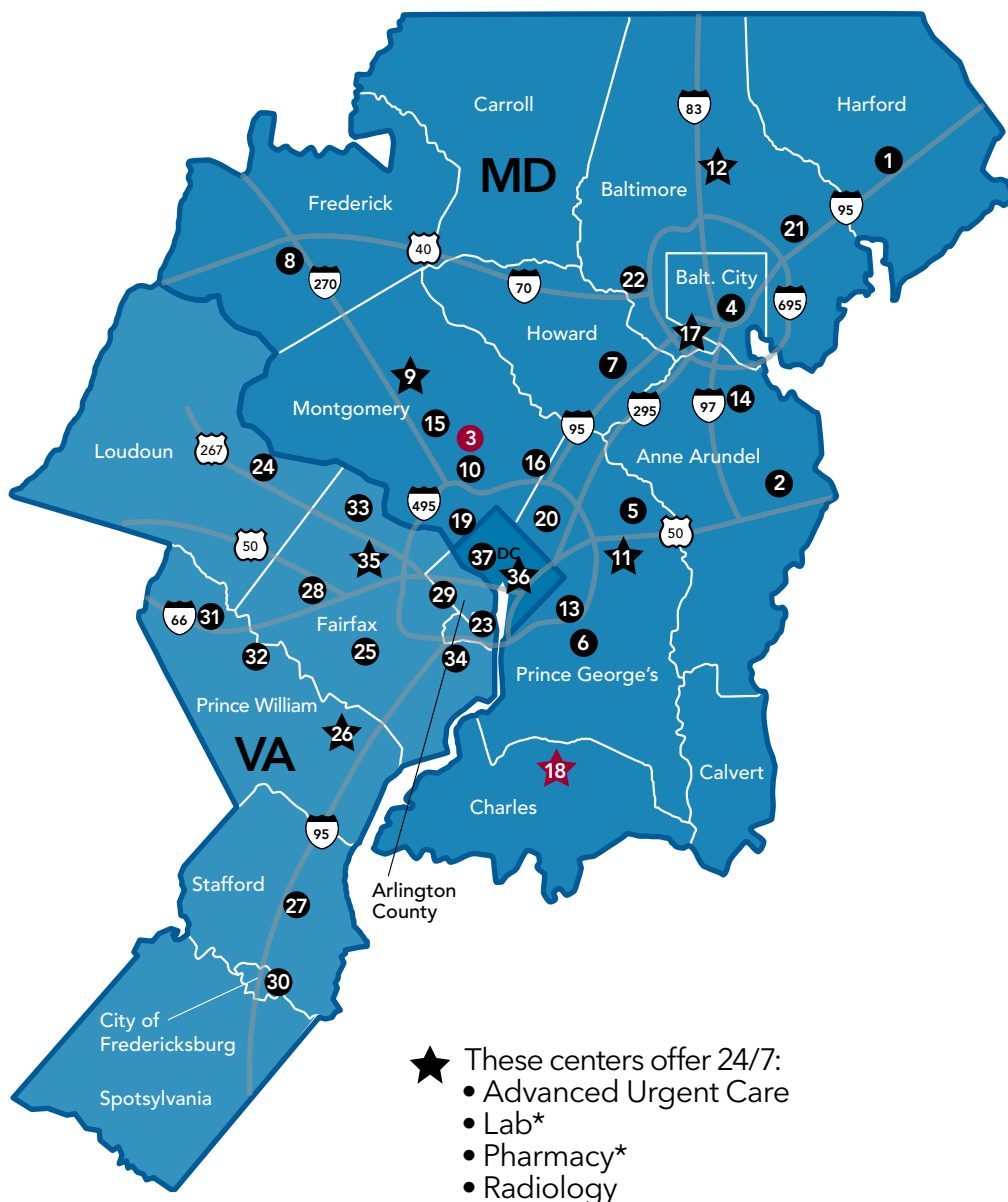 Carroll
Harford
83
MD
1
12
Baltimore
Frederick
95
21
40
8
270
22
Balt. City
70
4
695
17
Howard
7
9
295
97
14
Montgomery
15
95
3
267
Loudoun
24
10
16
Anne Arundel
2
495
33
5
19
20
50
50
35
37
DC
11
36
28
29
13
66
31
Fairfax
23
6
25
32
34
Prince George's
Prince William
26
VA
18
Calvert
Charles
95
Stafford
Arlington
County
27
30
City of
Fredericksburg
Spotsylvania
★ These centers offer 24/7:
• Advanced Urgent Care
• Lab*
• Pharmacy*
• Radiology